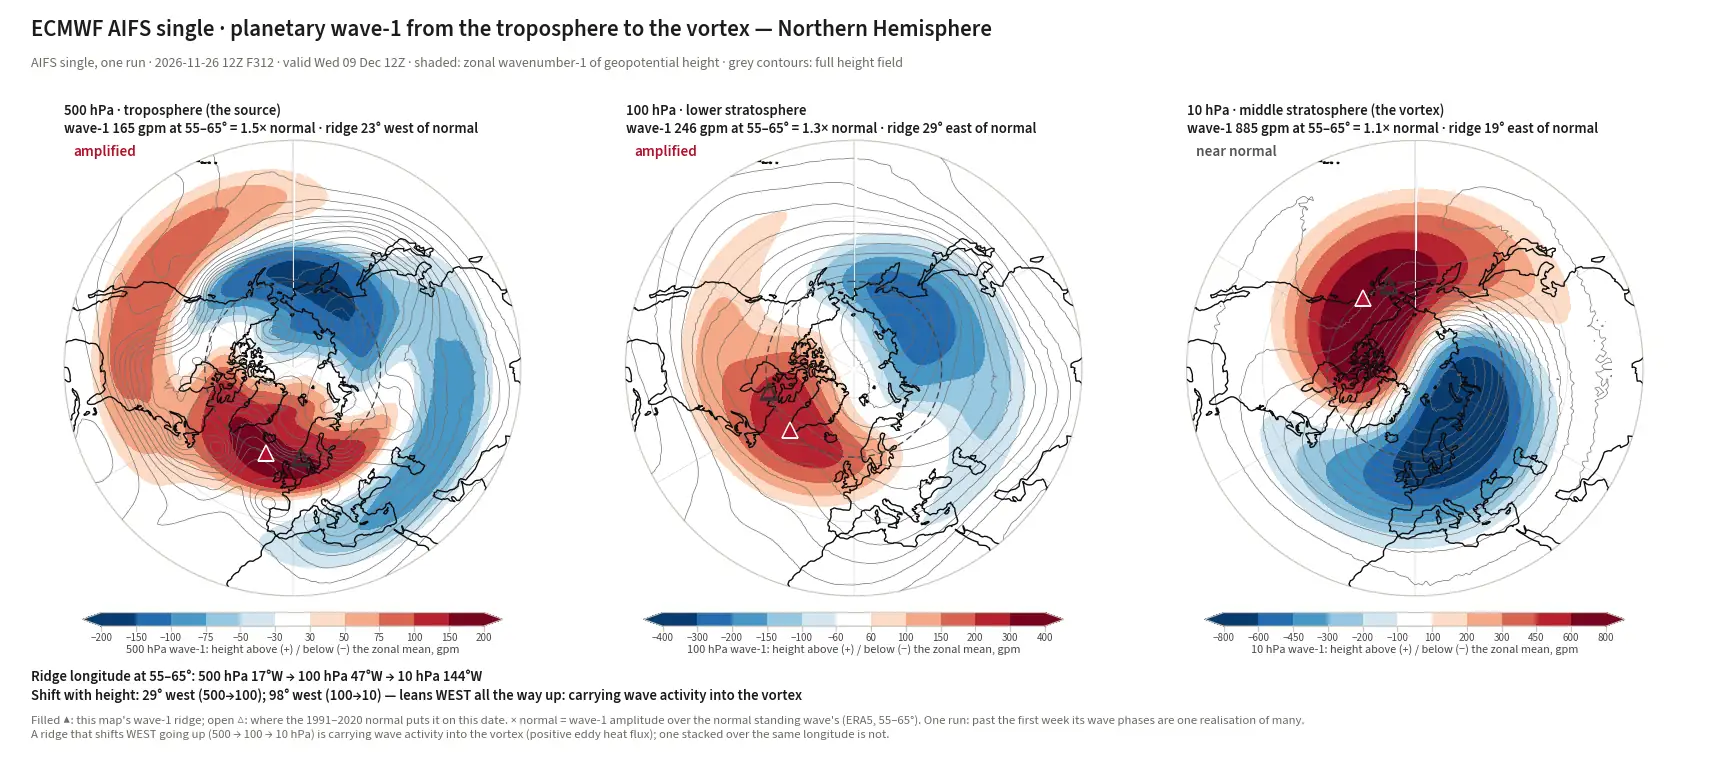 ECMWF AIFS single · planetary wave-1 from the troposphere to the vortex — Northern Hemisphere
AIFS single, one run · 2026-11-26 12Z F312 · valid Wed 09 Dec 12Z · shaded: zonal wavenumber-1 of geopotential height · grey contours: full height field
500 hPa · troposphere (the source)
wave-1 165 gpm at 55–65° = 1.5× normal · ridge 23° west of normal
amplified
100 hPa · lower stratosphere
wave-1 246 gpm at 55–65° = 1.3× normal · ridge 29° east of normal
amplified
10 hPa · middle stratosphere (the vortex)
wave-1 885 gpm at 55–65° = 1.1× normal · ridge 19° east of normal
near normal
−200 −150 −100 −75 −50 −30 30 50 75 100 150 200
500 hPa wave-1: height above (+) / below (−) the zonal mean, gpm
−400 −300 −200 −150 −100 −60 60 100 150 200 300 400
100 hPa wave-1: height above (+) / below (−) the zonal mean, gpm
−800 −600 −450 −300 −200 −100 100 200 300 450 600 800
10 hPa wave-1: height above (+) / below (−) the zonal mean, gpm
Ridge longitude at 55–65°: 500 hPa 17°W → 100 hPa 47°W → 10 hPa 144°W
Shift with height: 29° west (500→100); 98° west (100→10) — leans WEST all the way up: carrying wave activity into the vortex
Filled ▲: this map's wave-1 ridge; open △: where the 1991–2020 normal puts it on this date. × normal = wave-1 amplitude over the normal standing wave's (ERA5, 55–65°). One run: past the first week its wave phases are one realisation of many.
A ridge that shifts WEST going up (500 → 100 → 10 hPa) is carrying wave activity into the vortex (positive eddy heat flux); one stacked over the same longitude is not.